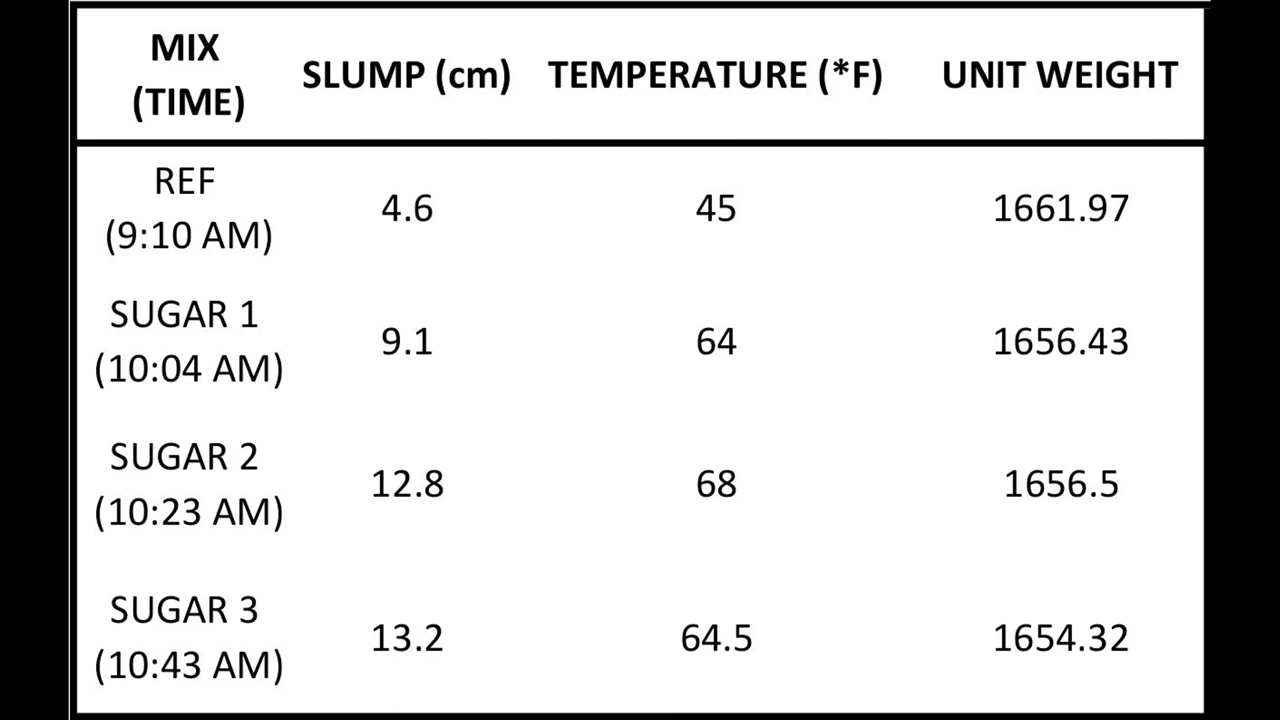 MIX
(TIME) SLUMP (cm) TEMPERATURE (*F) UNIT WEIGHT
REF
(9:10 AM) 4.6 45 1661.97
SUGAR 1
(10:04 AM) 9.1 64 1656.43
SUGAR 2
(10:23 AM) 12.8 68 1656.5
SUGAR 3
(10:43 AM) 13.2 64.5 1654.32